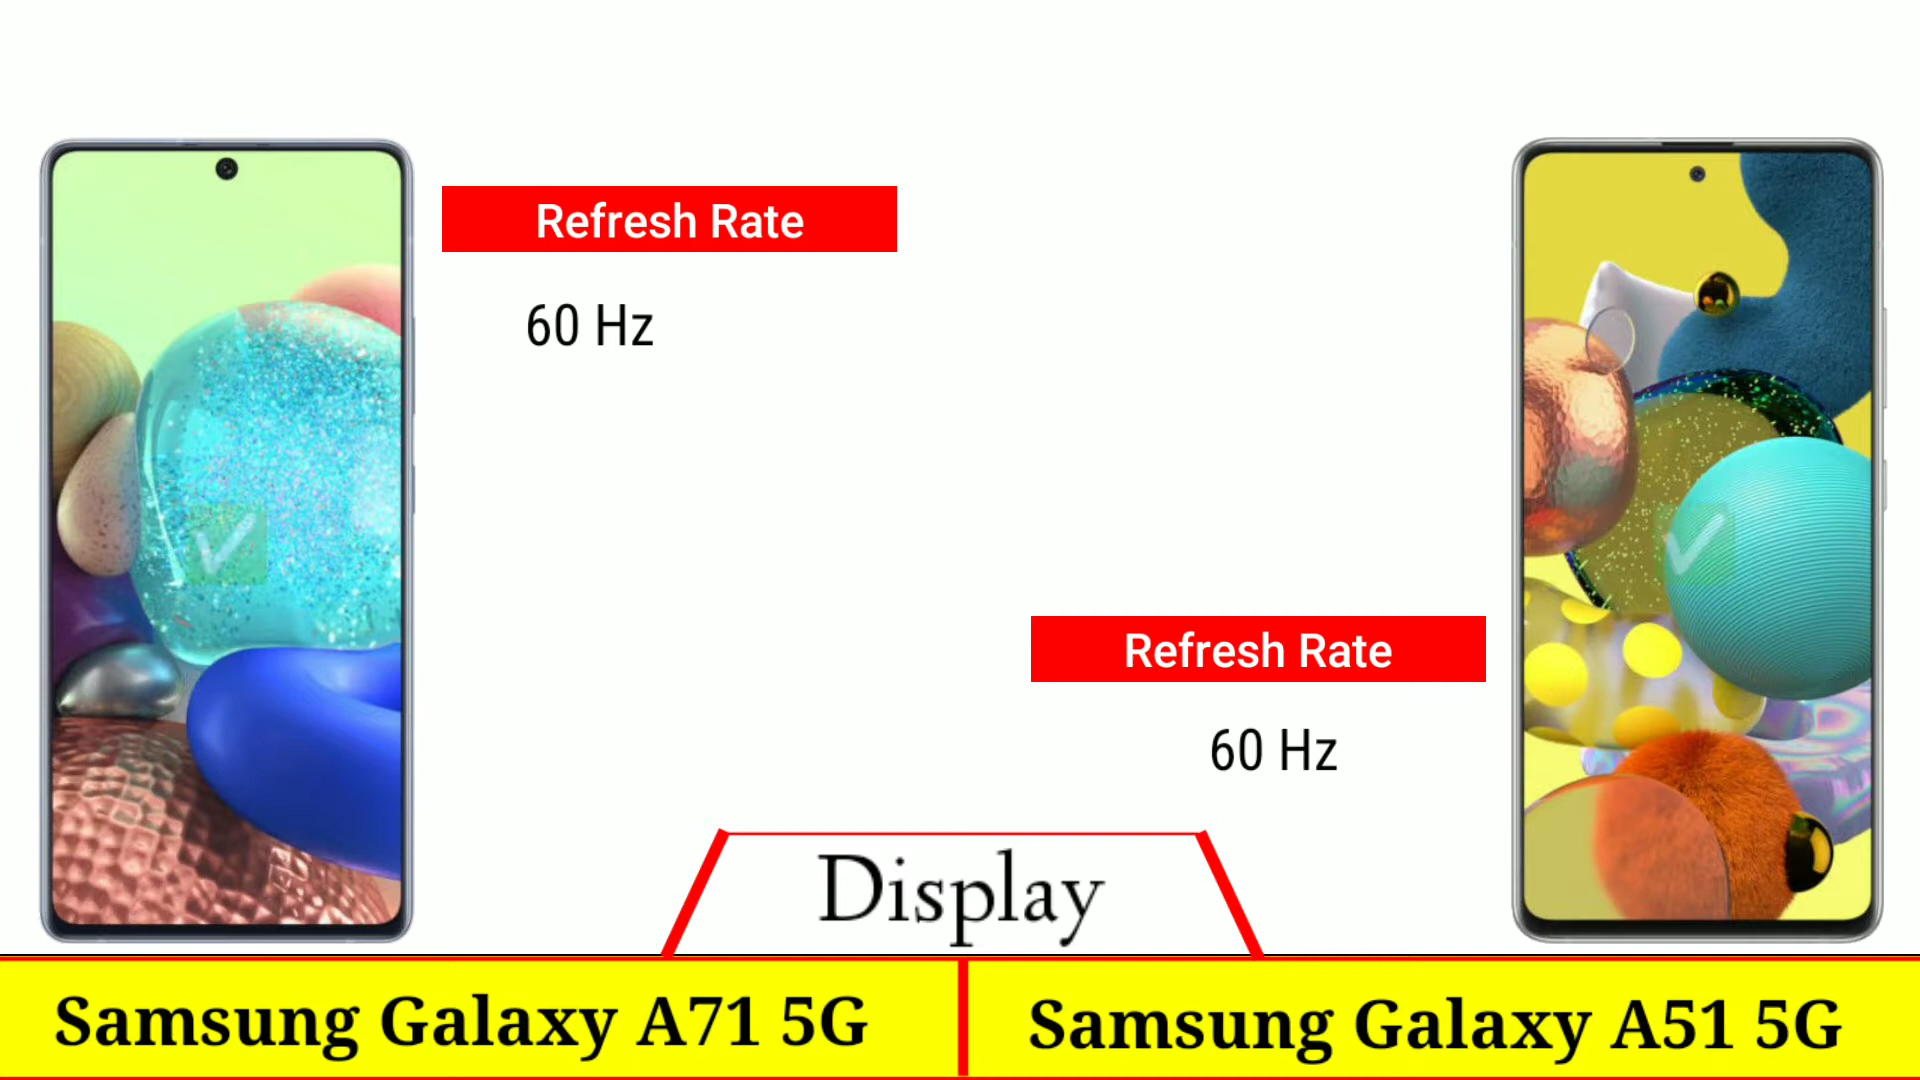 Refresh Rate
60 Hz
Refresh Rate
60 Hz
Display
Samsung Galaxy A71 5G
Samsung Galaxy A51 5G